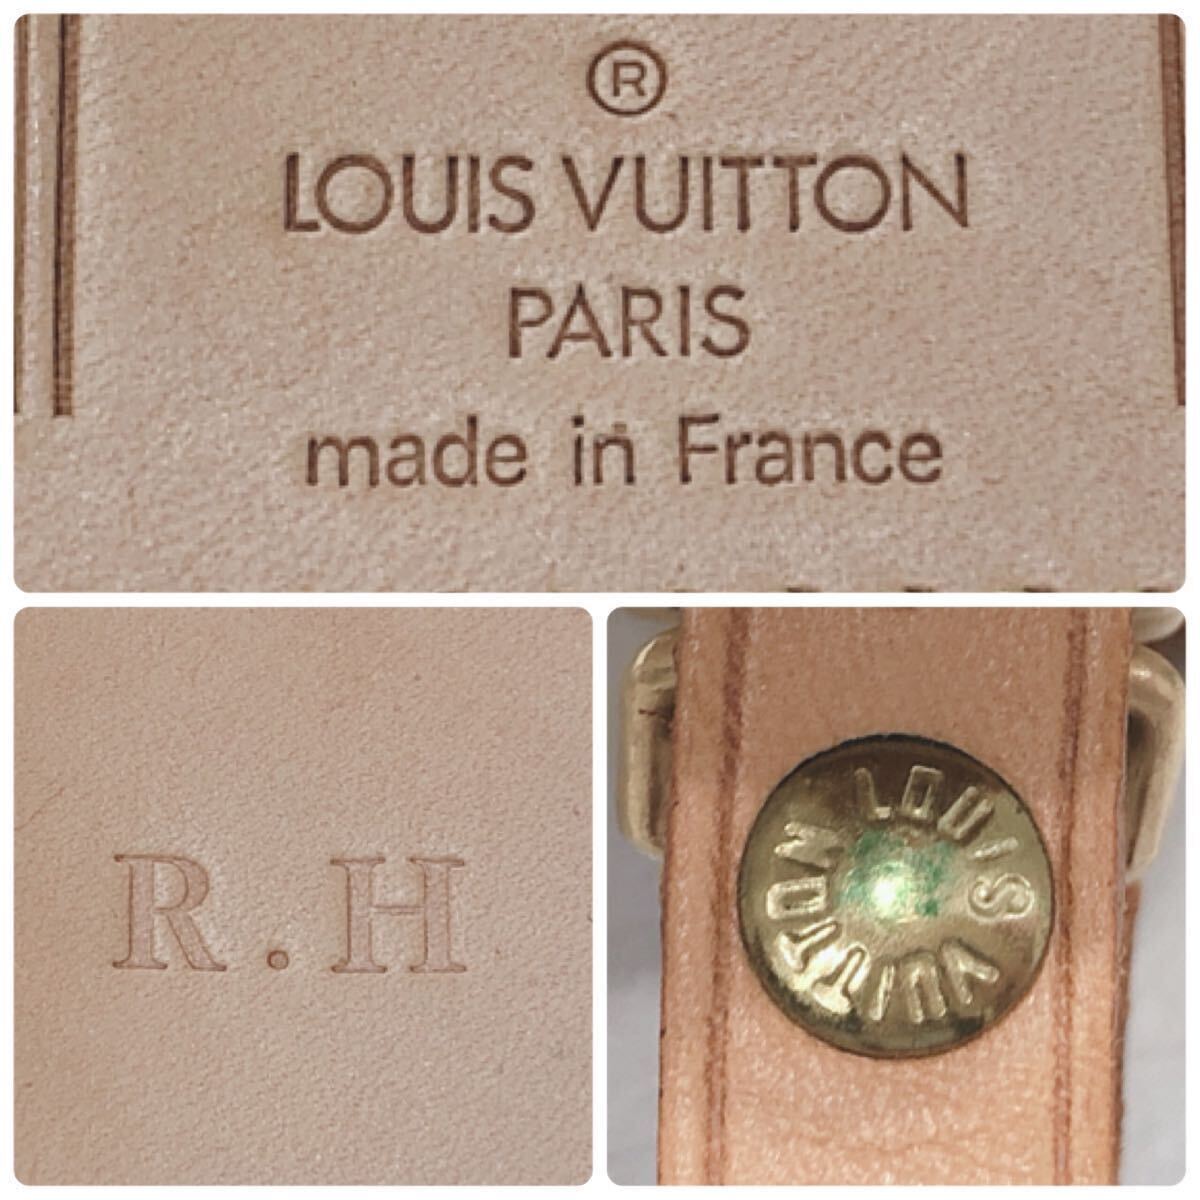 ®
LOUIS VUITTON
PARIS
made in France
R.H
LOUIS VUITTON